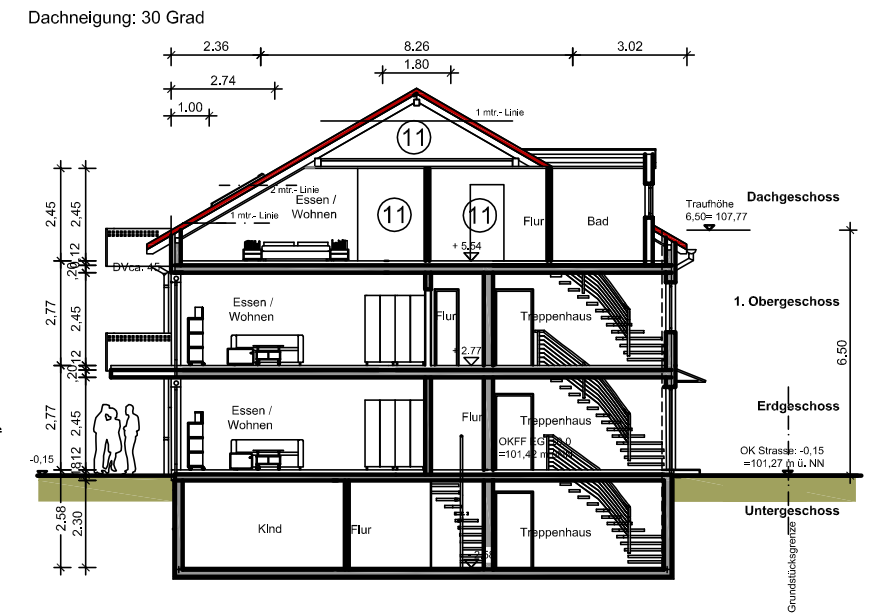 Dachneigung: 30 Grad
2.36
8.26
3.02
1.80
2.74
1.00
1 mtr.- Linie
11
2 mtr.- Linie
Essen /
Wohnen
1 mtr.- Linie
11
11
Flur
Bad
Traufhöhe
6,50= 107,77
Dachgeschoss
2,45
2,45
+ 5.54
DVca. 45
,20
12
Essen /
Wohnen
Flur
Treppenhaus
1. Obergeschoss
2,77
2,45
+ 2.77
6.50
,20
12
Essen /
Wohnen
Flur
Treppenhaus
Erdgeschoss
2,77
2,45
OKFF EG
=101,42 m
OK Strasse: -0,15
=101,27 m ü. NN
-0,15
12
Untergeschoss
2.58
2.30
KInd
Flur
Treppenhaus
Grundstücksgrenze